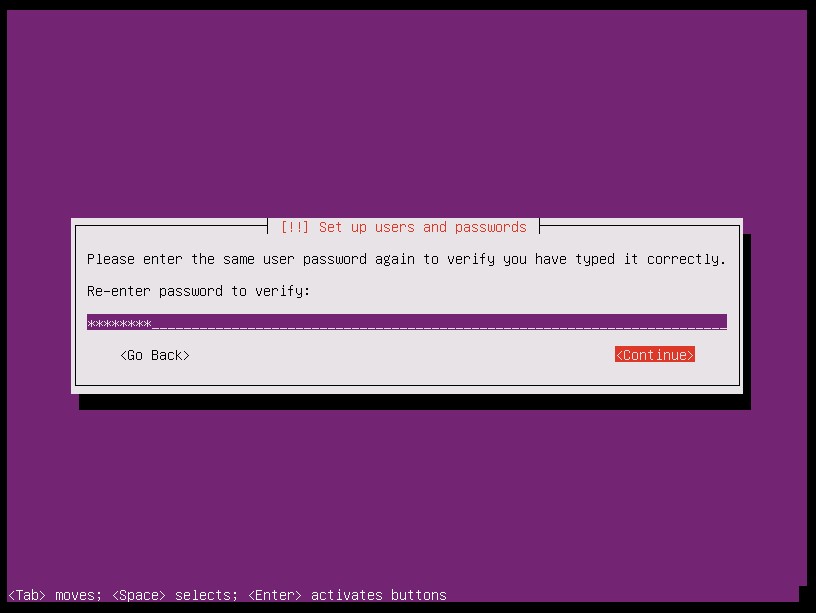 [!!] Set up users and passwords
Please enter the same user password again to verify you have typed it correctly.
Re-enter password to verify:
********________________________________________________________________________
<Go Back>
<Continue>
<Tab> moves; <Space> selects; <Enter> activates buttons